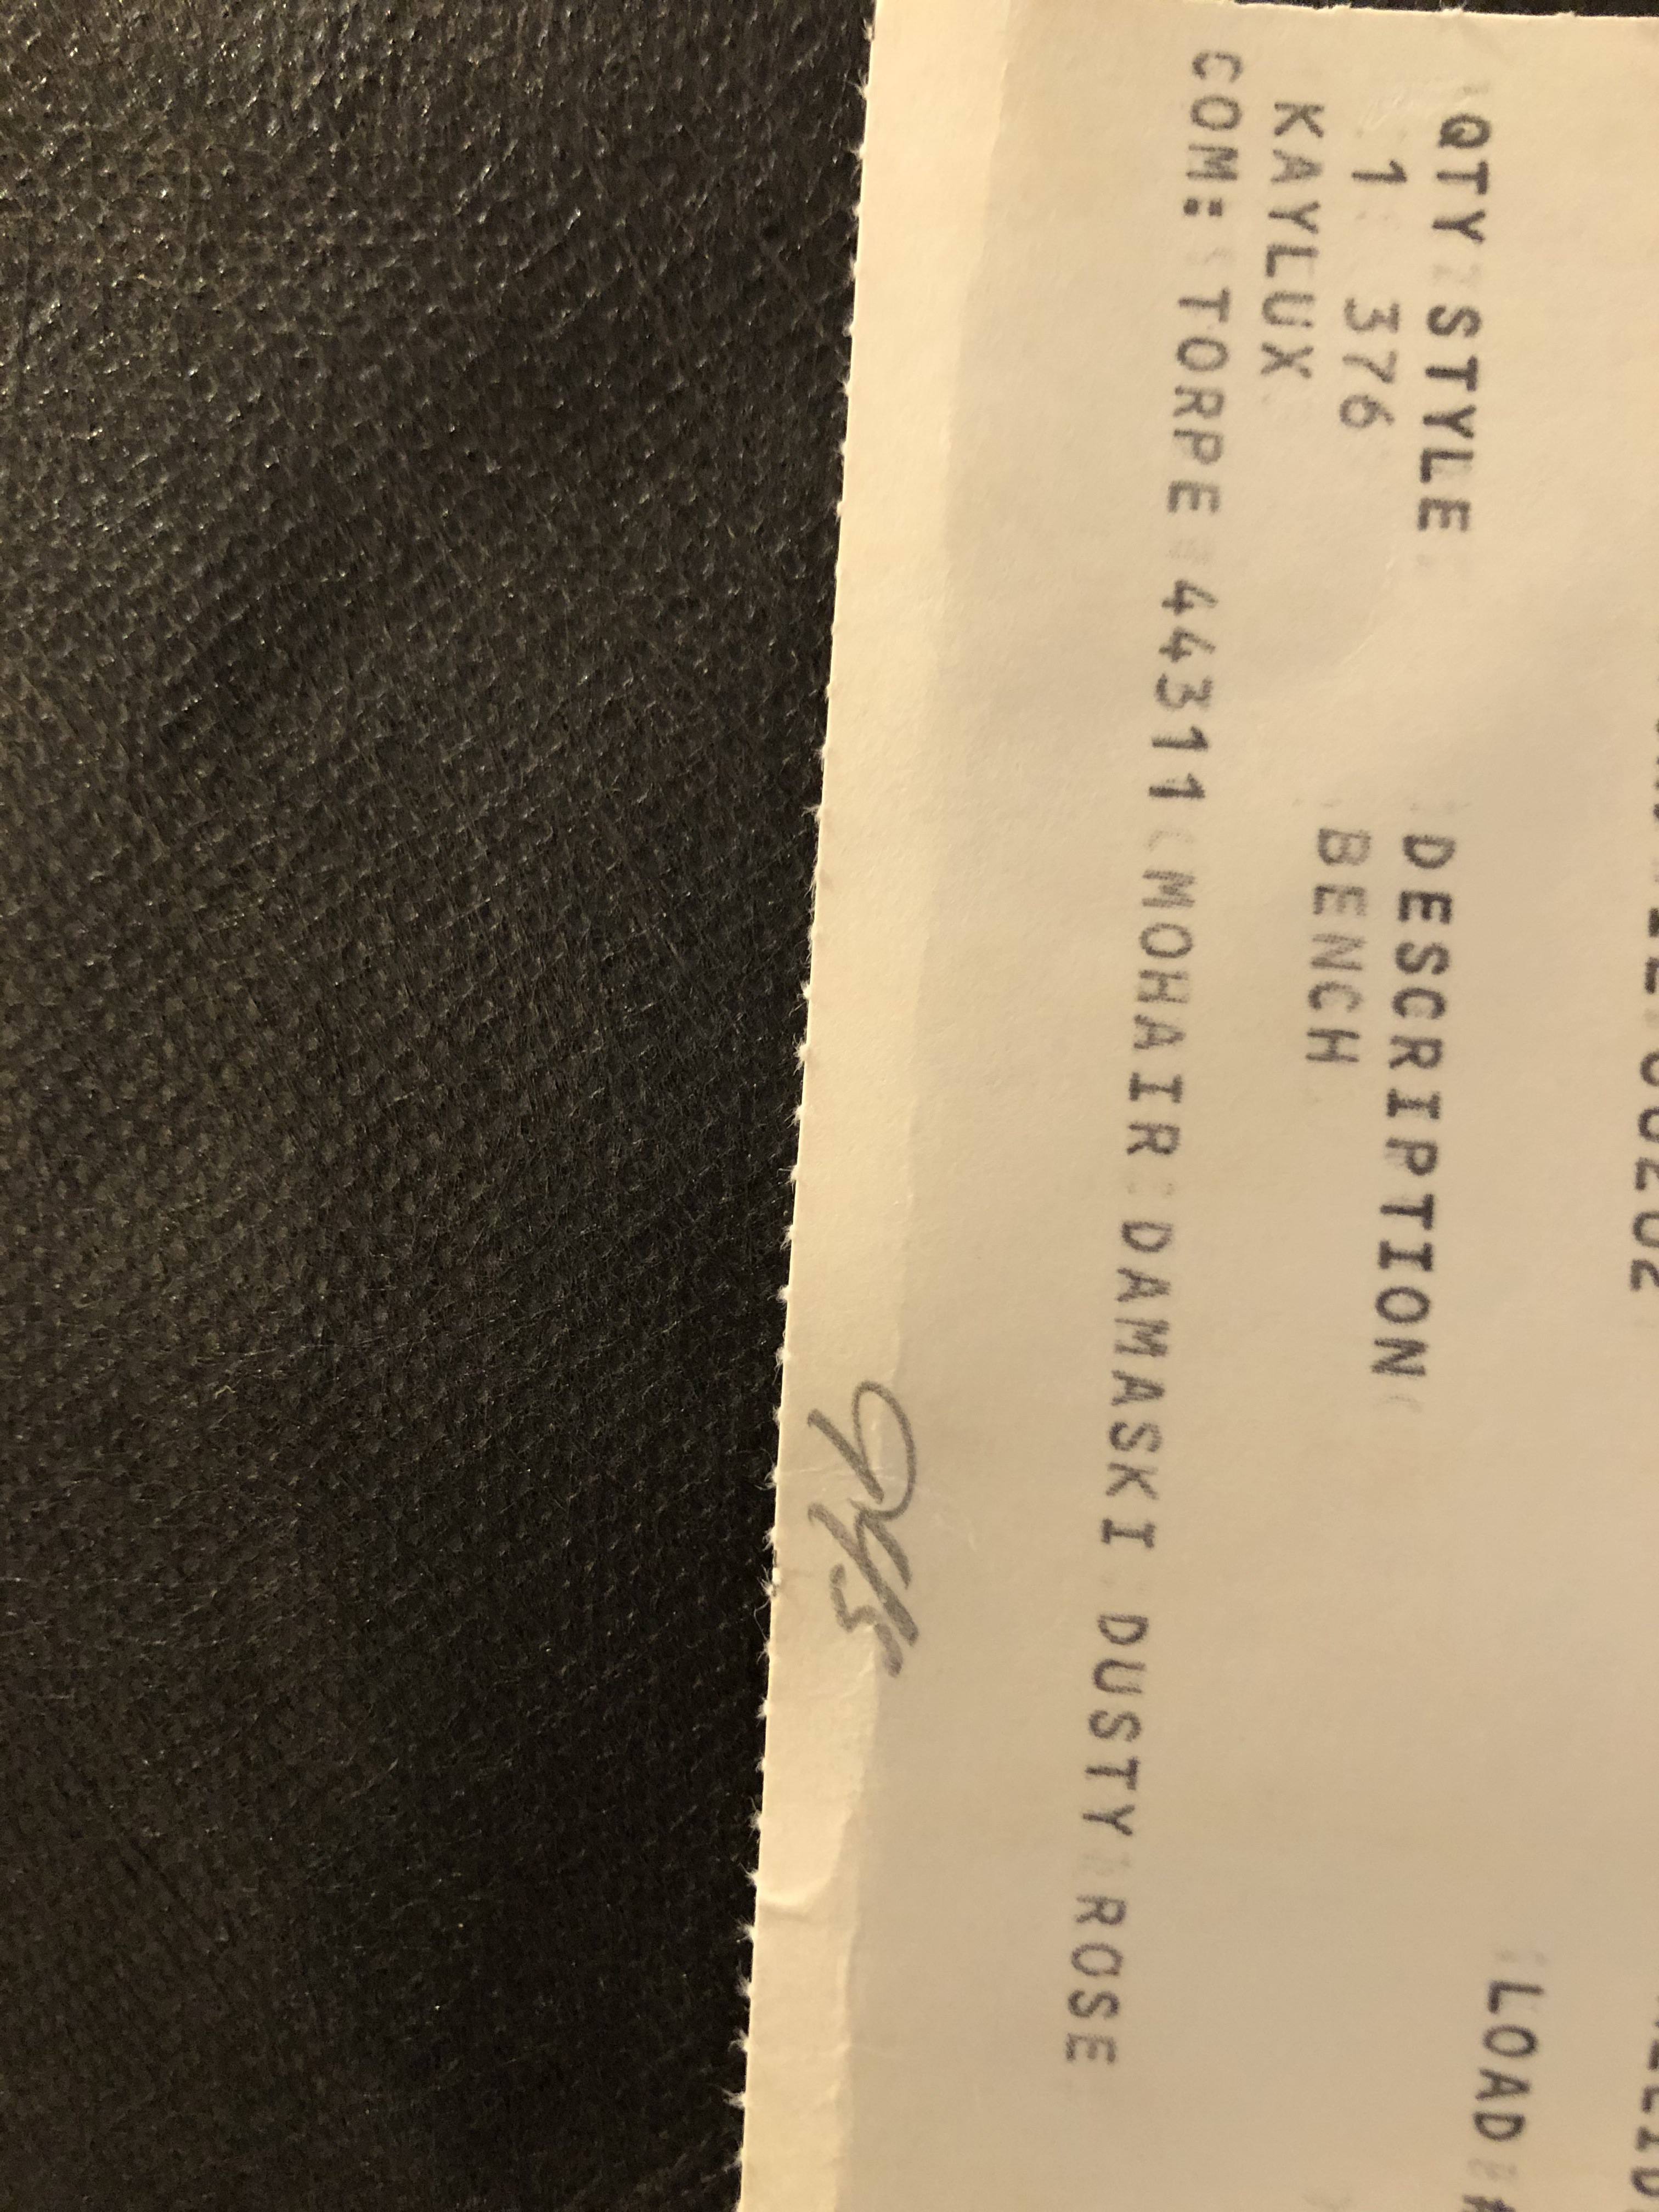 LOAD #
QTY STYLE DESCRIPTION
1 376 BENCH
KAYLUX
COM: TORPE 44311 MOHAIR DAMASKI DUSTY ROSE